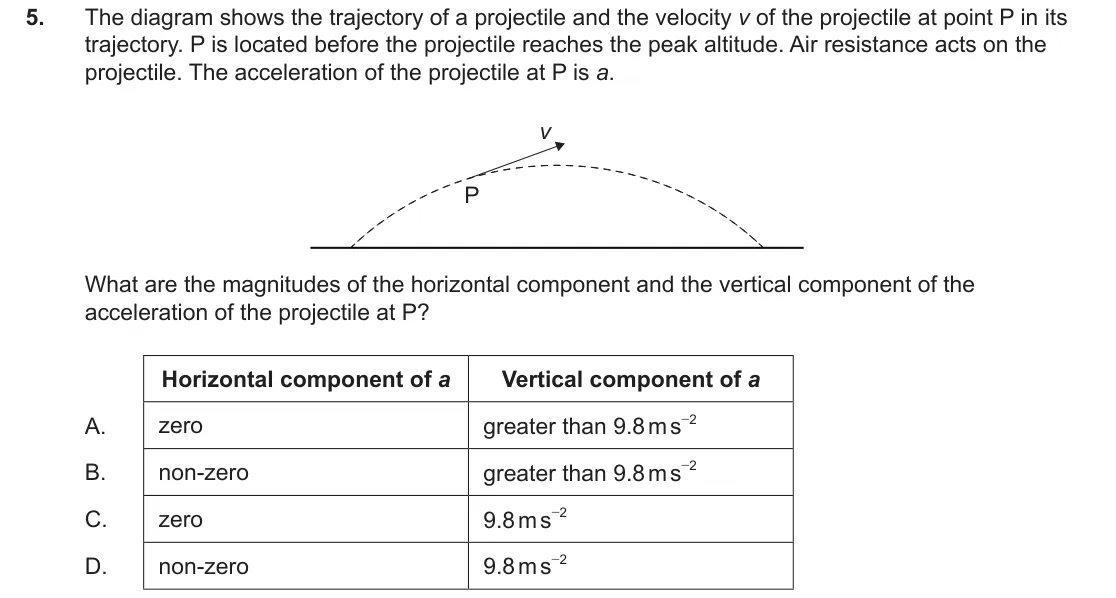 5. The diagram shows the trajectory of a projectile and the velocity v of the projectile at point P in its
trajectory. P is located before the projectile reaches the peak altitude. Air resistance acts on the
projectile. The acceleration of the projectile at P is a.
v
P
What are the magnitudes of the horizontal component and the vertical component of the
acceleration of the projectile at P?
Horizontal component of a Vertical component of a
A. zero greater than 9.8 m s⁻²
B. non-zero greater than 9.8 m s⁻²
C. zero 9.8 m s⁻²
D. non-zero 9.8 m s⁻²